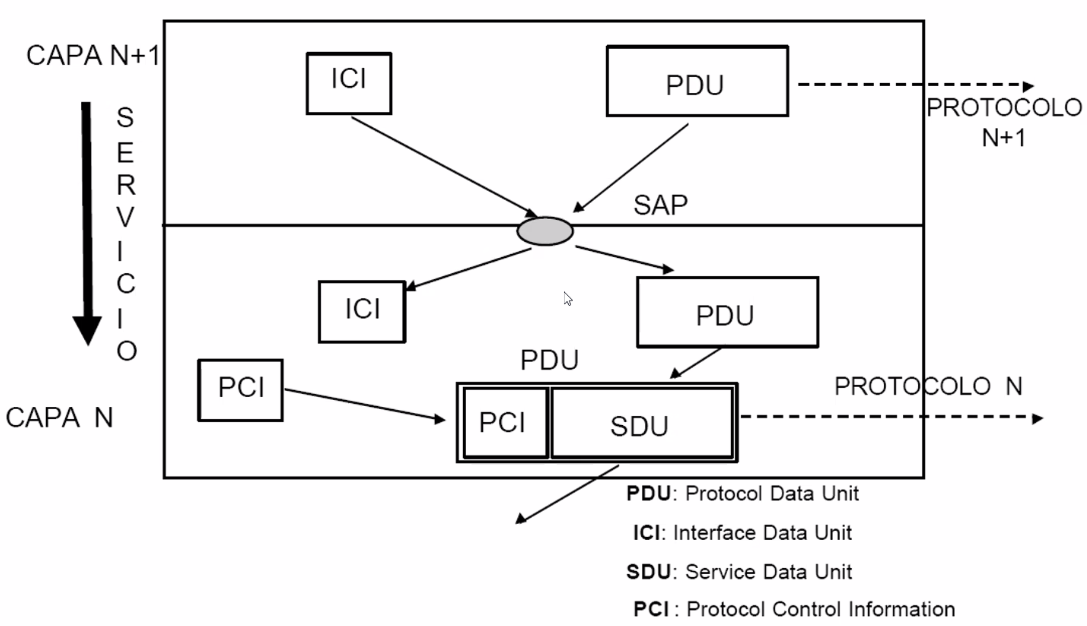 CAPA N+1
ICI
PDU
PROTOCOLO
N+1
S
E
R
V
I
C
I
O
SAP
ICI
PDU
PDU
PCI
PROTOCOLO N
CAPA N
PCI
SDU
PDU: Protocol Data Unit
ICI: Interface Data Unit
SDU: Service Data Unit
PCI : Protocol Control Information